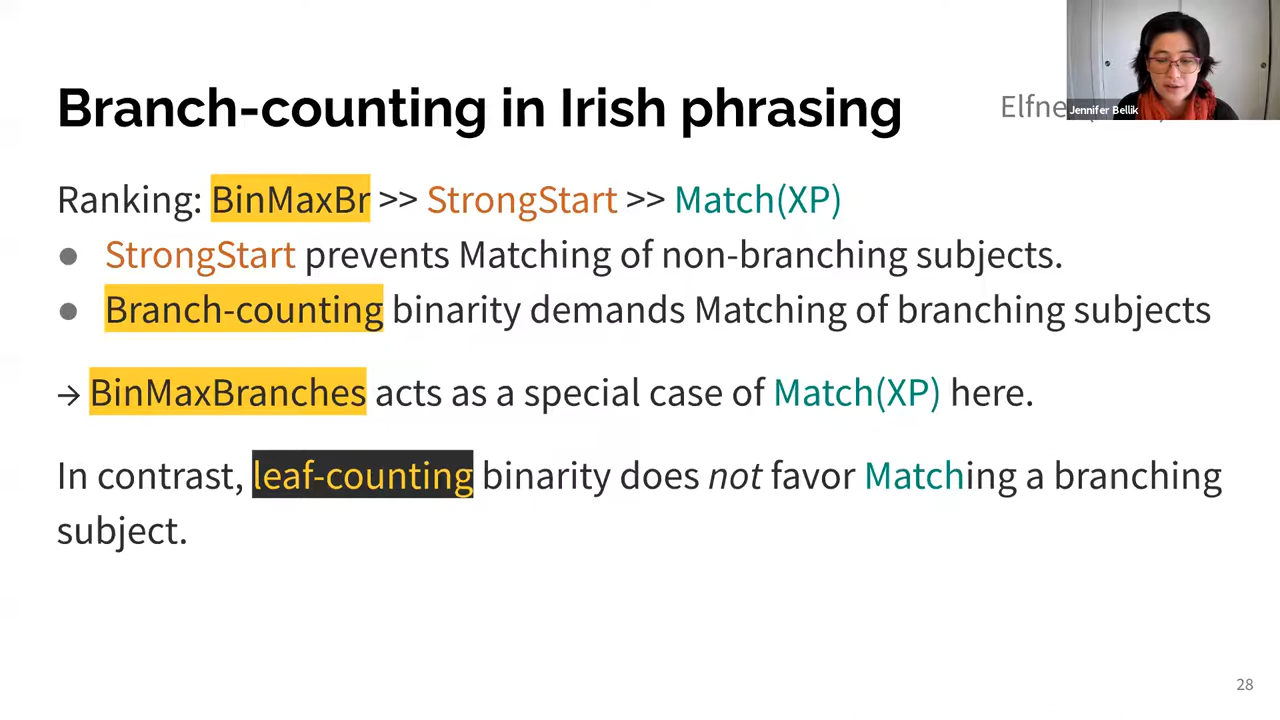 Branch-counting in Irish phrasing
Jennifer Bellik
Ranking: BinMaxBr >> StrongStart >> Match(XP)
● StrongStart prevents Matching of non-branching subjects.
● Branch-counting binarity demands Matching of branching subjects
→ BinMaxBranches acts as a special case of Match(XP) here.
In contrast, leaf-counting binarity does not favor Matching a branching
subject.
28